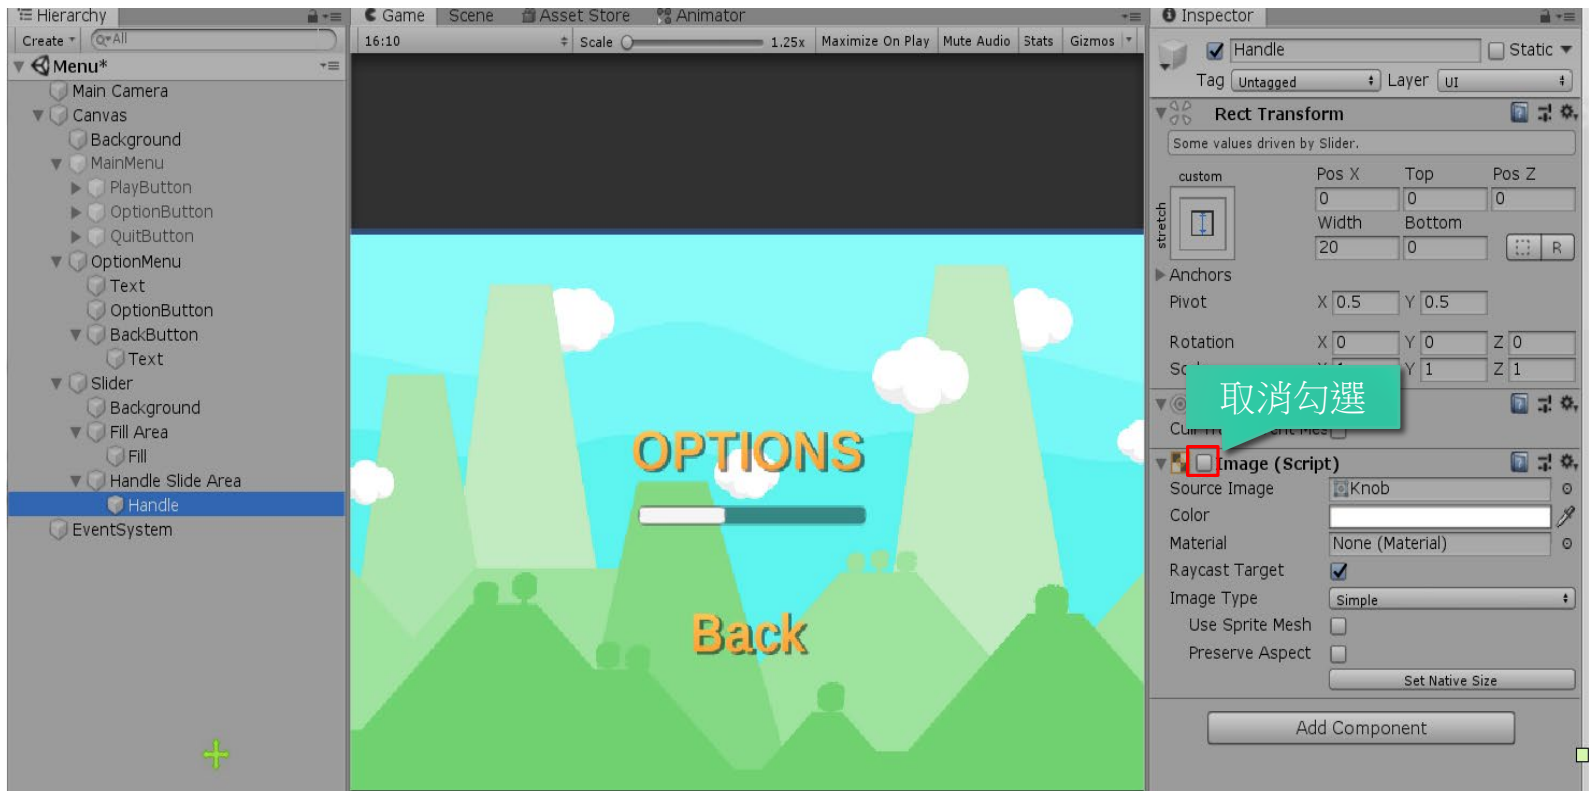 Hierarchy
Create
All
Menu*
Main Camera
Canvas
Background
MainMenu
PlayButton
OptionButton
QuitButton
OptionMenu
Text
OptionButton
BackButton
Text
Slider
Background
Fill Area
Fill
Handle Slide Area
Handle
EventSystem
Game Scene Asset Store Animator
16:10 Scale 1.25x Maximize On Play Mute Audio Stats Gizmos
OPTIONS
Back
Inspector
Handle Static
Tag Untagged Layer UI
Rect Transform
Some values driven by Slider.
custom
stretch
Pos X Top Pos Z
0 0 0
Width Bottom
20 0 R
Anchors
Pivot X 0.5 Y 0.5
Rotation X 0 Y 0 Z 0
Y 1 Z 1
取消勾選
Image (Script)
Source Image Knob
Color
Material None (Material)
Raycast Target
Image Type Simple
Use Sprite Mesh
Preserve Aspect
Set Native Size
Add Component